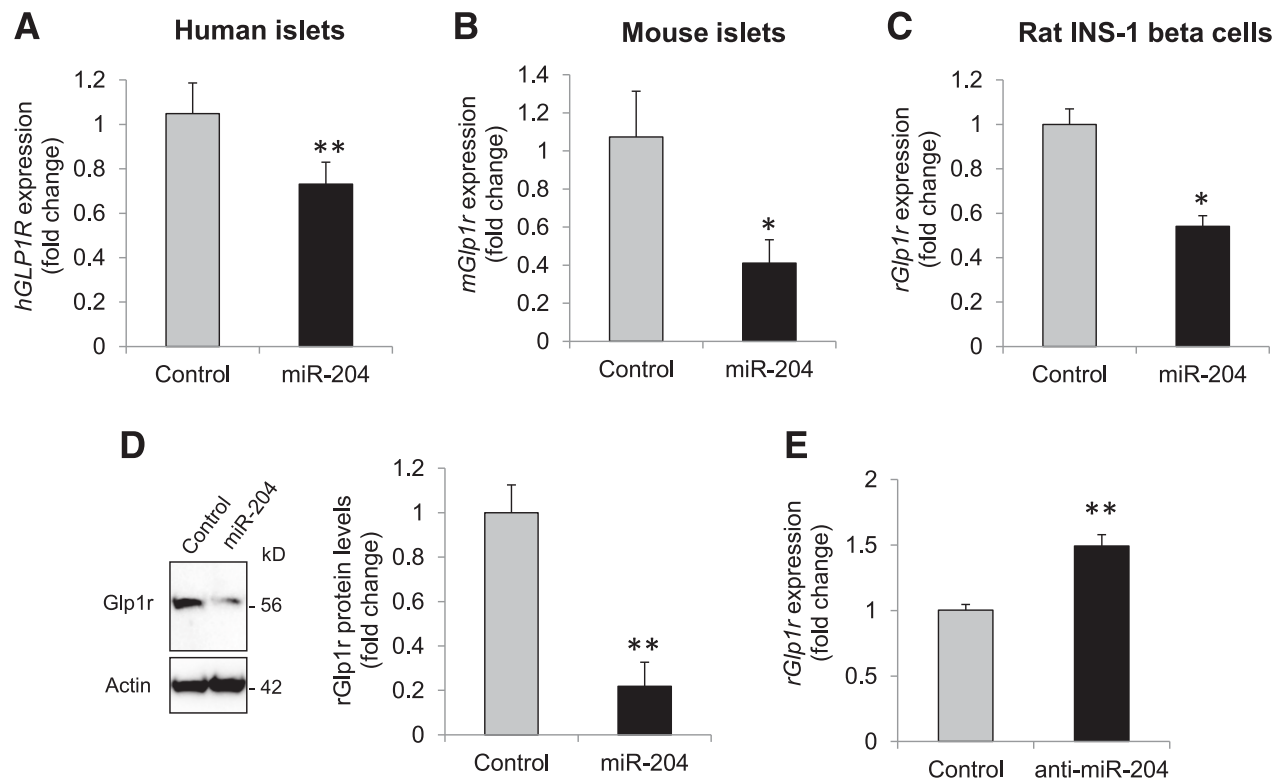 A
Human islets
hGLP1R expression
(fold change)
1.2
1
0.8
0.6
0.4
0.2
0
**
Control
miR-204
B
Mouse islets
mGlp1r expression
(fold change)
1.4
1.2
1
0.8
0.6
0.4
0.2
0
*
Control
miR-204
C
Rat INS-1 beta cells
rGlp1r expression
(fold change)
1.2
1
0.8
0.6
0.4
0.2
0
*
Control
miR-204
D
Control
miR-204
kD
Glp1r
- 56
Actin
- 42
rGlp1r protein levels
(fold change)
1.2
1
0.8
0.6
0.4
0.2
0
**
Control
miR-204
E
rGlp1r expression
(fold change)
2
1.5
1
0.5
0
**
Control
anti-miR-204